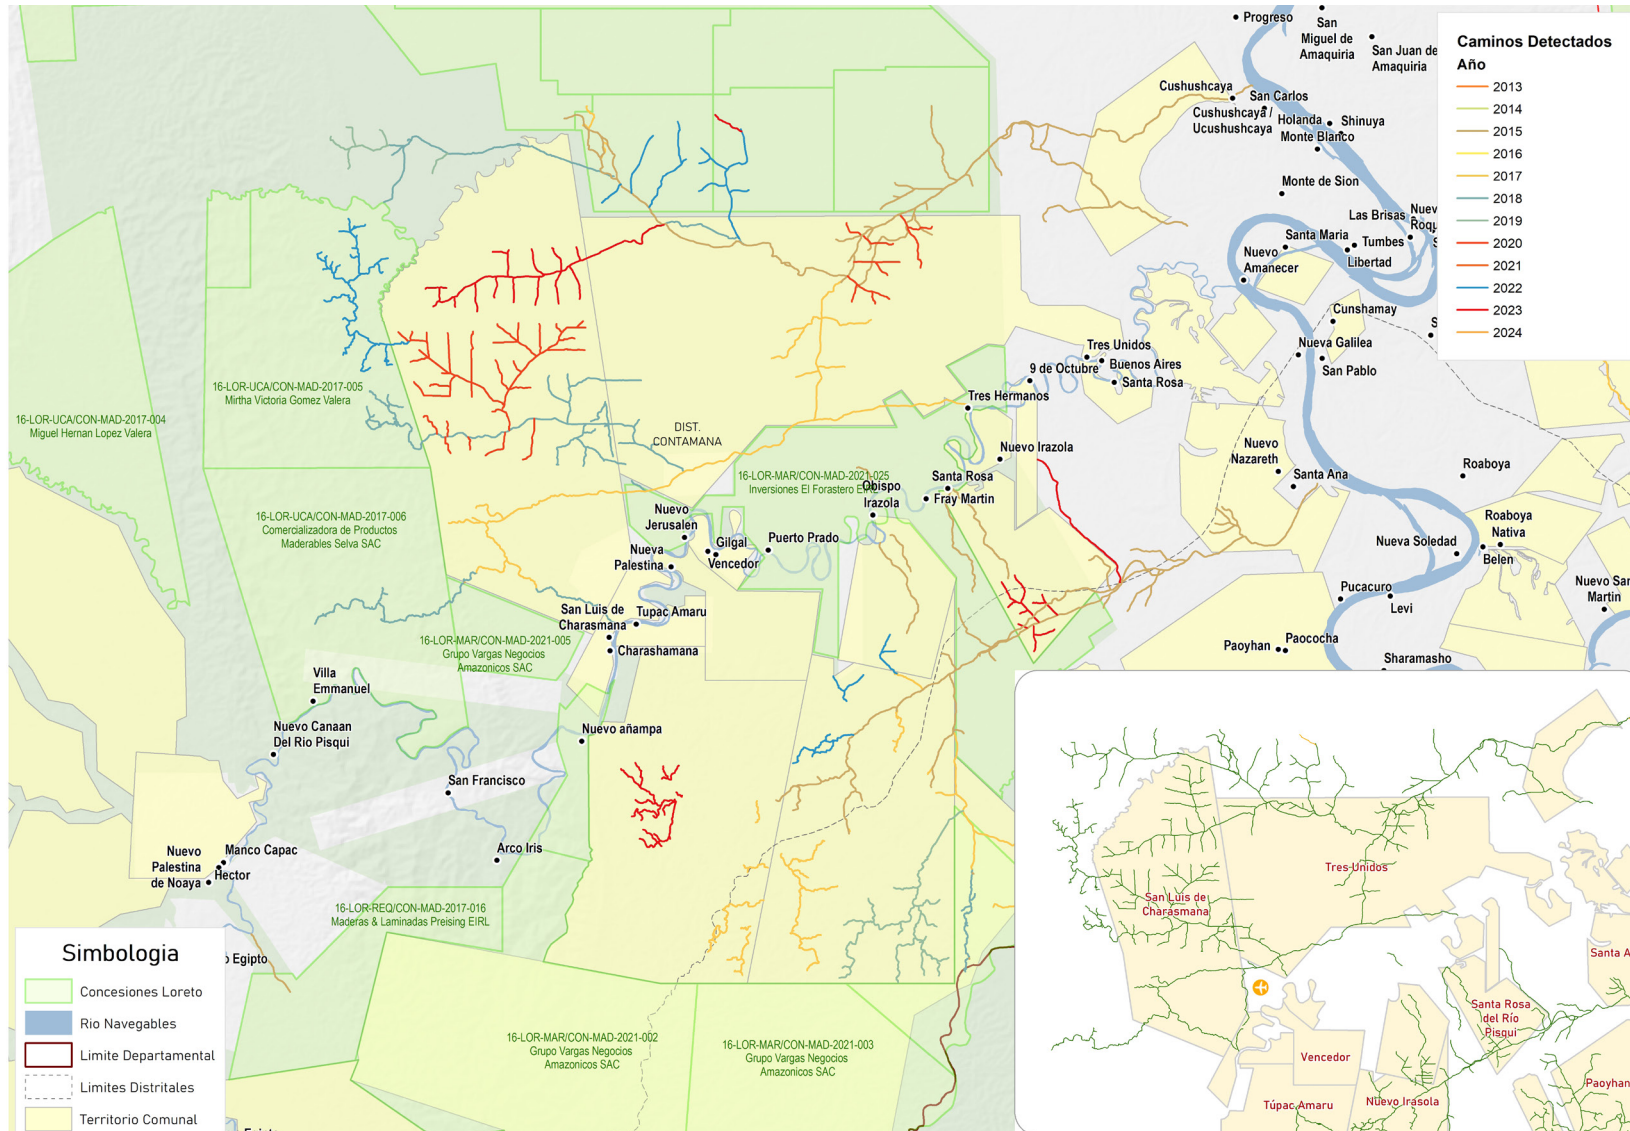 Progreso
San
Miguel de
Amaquiria
San Juan de
Amaquiria
Cushushcaya
San Carlos
Cushushcaya /
Ucushushcaya
Holanda
Shinuya
Monte Blanco
Monte de Sion
Las Brisas
Santa Maria
Tumbes
Libertad
Nuevo
Amanecer
Cunshamay
Nueva Galilea
San Pablo
Tres Unidos
Buenos Aires
9 de Octubre
Santa Rosa
Tres Hermanos
Nuevo Irazola
Nuevo
Nazareth
Santa Ana
Roaboya
Roaboya
Nativa
Nueva Soledad
Belen
Pucacuro
Levi
Nuevo San
Martin
Paoyhan
Paococha
Sharamasho
16-LOR-UCA/CON-MAD-2017-005
Mirtha Victoria Gomez Valera
16-LOR-UCA/CON-MAD-2017-004
Miguel Hernan Lopez Valera
DIST.
CONTAMANA
16-LOR-MAR/CON-MAD-2021-025
Inversiones El Forastero EIRL
Obispo
Irazola
Santa Rosa
Fray Martin
16-LOR-UCA/CON-MAD-2017-006
Comercializadora de Productos
Maderables Selva SAC
Nuevo
Jerusalen
Gilgal
Vencedor
Puerto Prado
Nueva
Palestina
San Luis de
Charasmana
Tupac Amaru
Charashamana
16-LOR-MAR/CON-MAD-2021-005
Grupo Vargas Negocios
Amazonicos SAC
Villa
Emmanuel
Nuevo Canaan
Del Rio Pisqui
Nuevo añampa
San Francisco
Arco Iris
Nuevo
Palestina
de Noaya
Manco Capac
Hector
16-LOR-REQ/CON-MAD-2017-016
Maderas & Laminadas Preising EIRL
Egipto
16-LOR-MAR/CON-MAD-2021-002
Grupo Vargas Negocios
Amazonicos SAC
16-LOR-MAR/CON-MAD-2021-003
Grupo Vargas Negocios
Amazonicos SAC
Caminos Detectados
Año
2013
2014
2015
2016
2017
2018
2019
2020
2021
2022
2023
2024
Simbologia
Concesiones Loreto
Rio Navegables
Limite Departamental
Limites Distritales
Territorio Comunal
Tres Unidos
San Luis de
Charasmana
Santa A
Santa Rosa
del Río
Pisqui
Vencedor
Túpac Amaru
Nuevo Irasola
Paoyhan